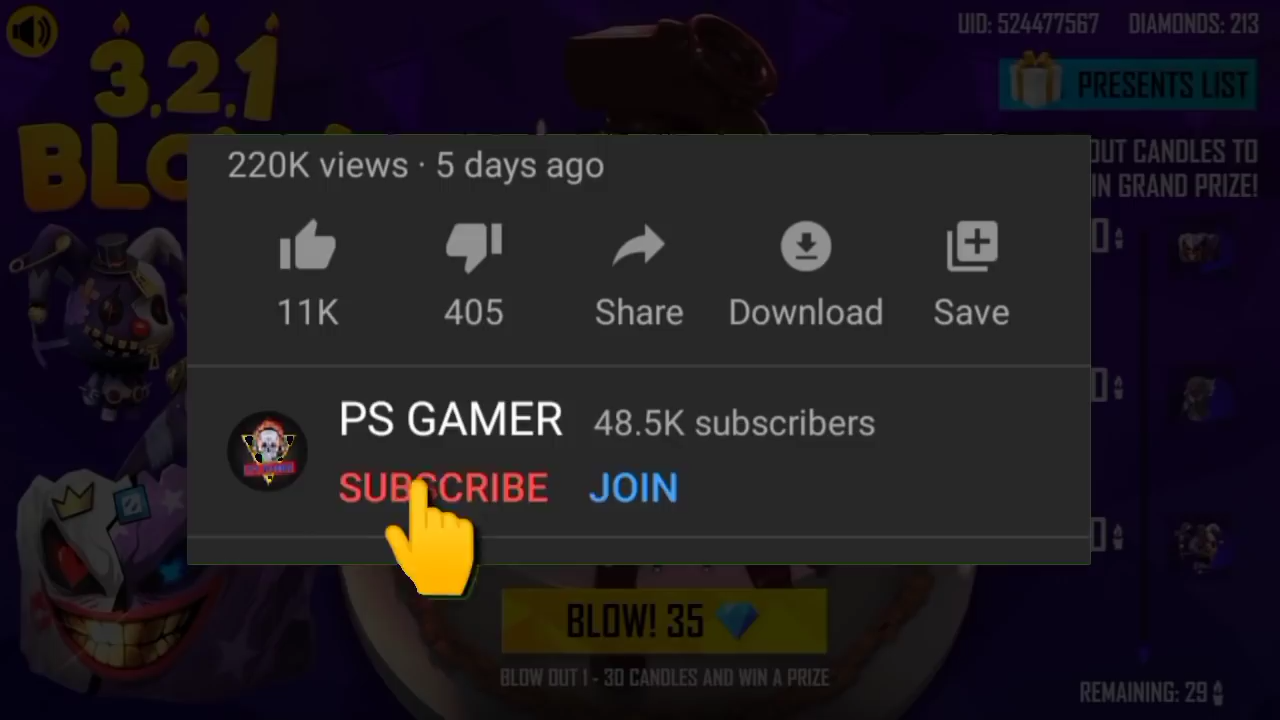 3,2,1
UID: 524477567
DIAMONDS: 213
PRESENTS LIST
OUT CANDLES TO
IN GRAND PRIZE!
220K views · 5 days ago
11K
405
Share
Download
Save
PS GAMER
48.5K subscribers
SUBSCRIBE
JOIN
BLOW! 35
BLOW OUT 1 - 30 CANDLES AND WIN A PRIZE
REMAINING: 29